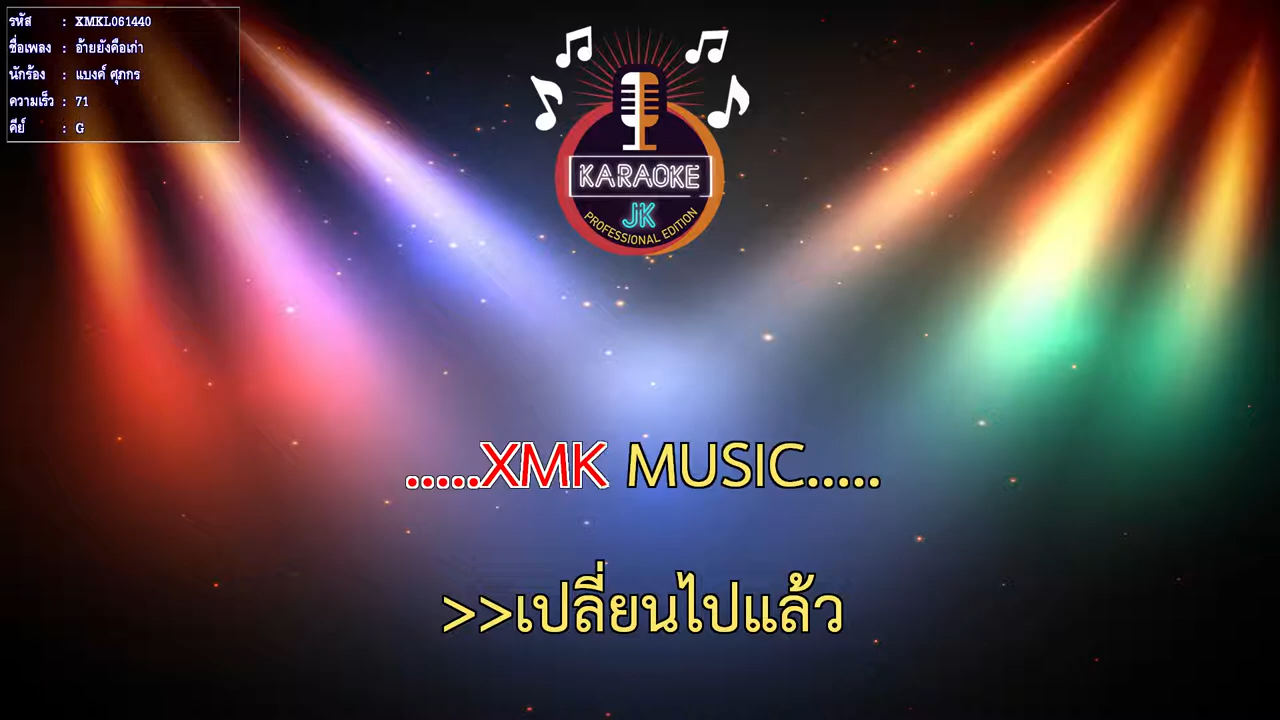 รหัส : XMKL061440
ชื่อเพลง : อ้ายยังคือเก่า
นักร้อง : แบงค์ ศุภกร
ความเร็ว : 71
คีย์ : G
KARAOKE
JK
PROFESSIONAL EDITION
.....XMK MUSIC.....
>>เปลี่ยนไปแล้ว